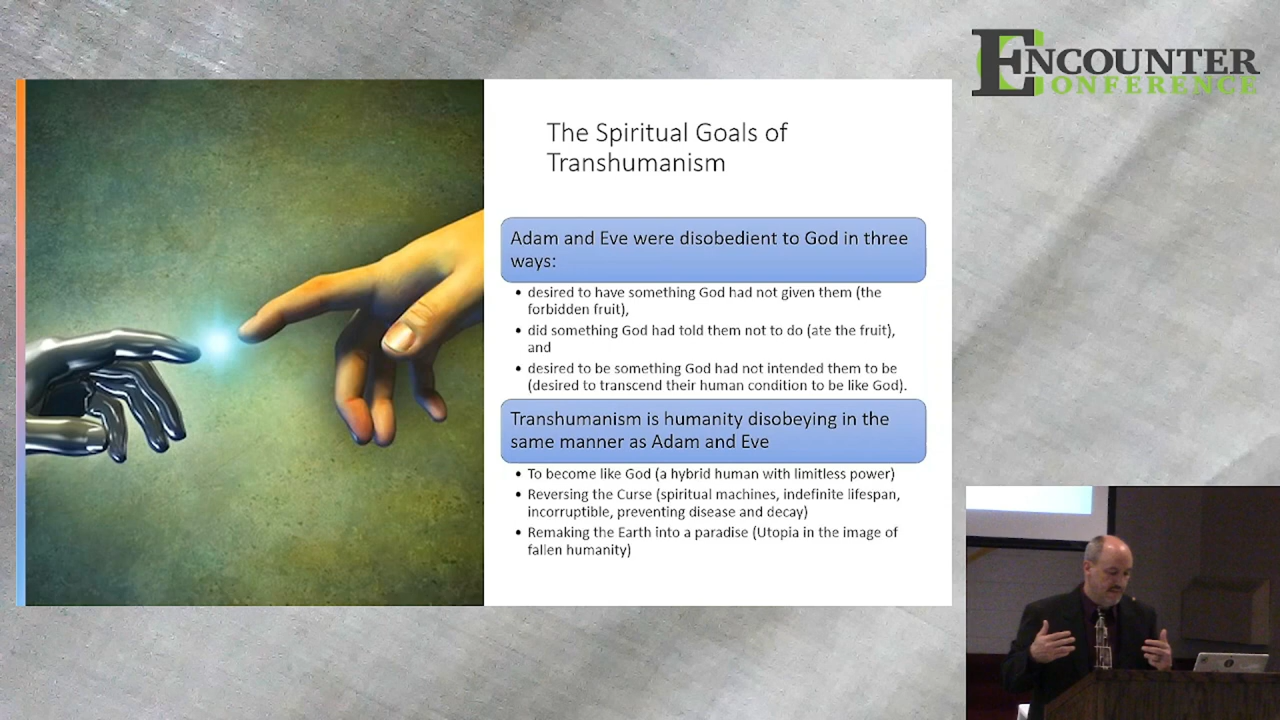 ENCOUNTER
CONFERENCE
The Spiritual Goals of
Transhumanism
Adam and Eve were disobedient to God in three
ways:
• desired to have something God had not given them (the
forbidden fruit),
• did something God had told them not to do (ate the fruit),
and
• desired to be something God had not intended them to be
(desired to transcend their human condition to be like God).
Transhumanism is humanity disobeying in the
same manner as Adam and Eve
• To become like God (a hybrid human with limitless power)
• Reversing the Curse (spiritual machines, indefinite lifespan,
incorruptible, preventing disease and decay)
• Remaking the Earth into a paradise (Utopia in the image of
fallen humanity)